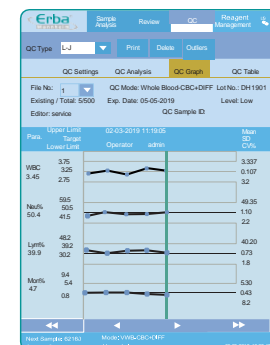 Erba
Sample Analysis Review QC Reagent Management
QC Type L-J Print Delete Outliers
QC Settings QC Analysis QC Graph QC Table
File No: 1 QC Mode: Whole Blood-CBC+DIFF Lot No.: DH1901
Existing / Total: 5/500 Exp. Date: 05-05-2019 Level: Low
Editor: service QC Sample ID
Para. Upper Limit Target Lower Limit 02-03-2019 11:19:05 Operator admin Mean SD CV%
WBC 3.45 3.75 3.25 2.75 3.337 0.107 3.2
Neu% 50.4 59.5 50.5 41.5 49.35 1.10 2.2
Lym% 39.9 48.2 39.2 30.2 40.20 0.73 1.8
Mon% 4.7 9.4 5.4 0.8 5.30 0.43 8.2
Mode: VWB-CBC+DIFF